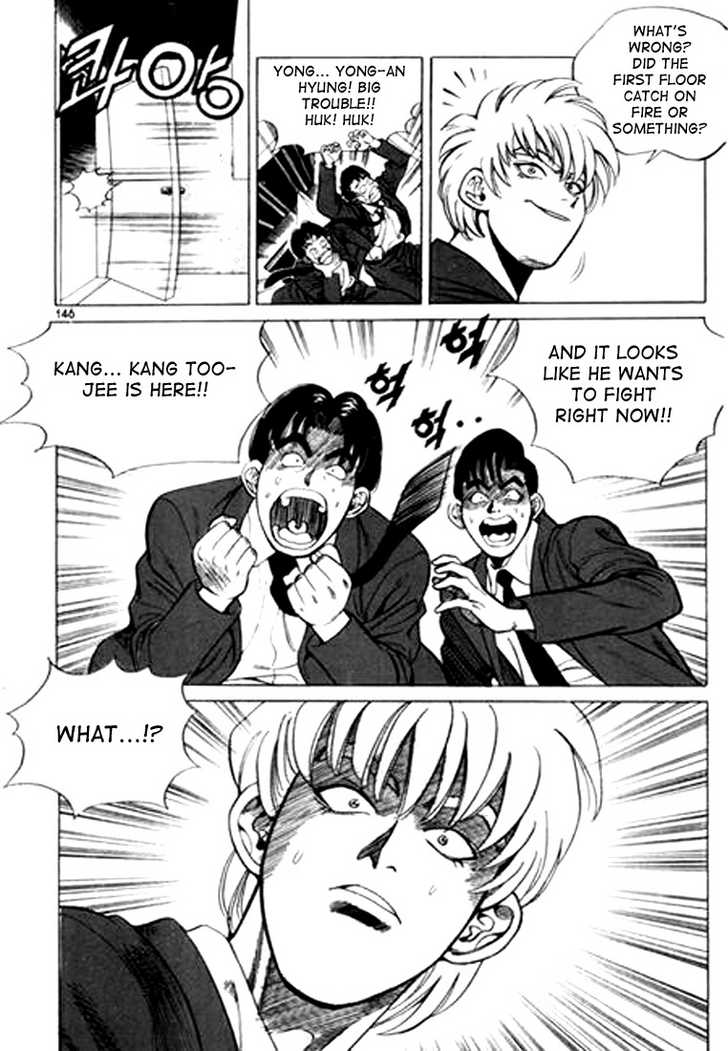 콰앙
YONG... YONG-AN
HYUNG! BIG
TROUBLE!!
HUK! HUK!
WHAT'S
WRONG?
DID THE
FIRST FLOOR
CATCH ON
FIRE OR
SOMETHING?
146
KANG... KANG TOO-
JEE IS HERE!!
헉
헉
헉..
AND IT LOOKS
LIKE HE WANTS
TO FIGHT
RIGHT NOW!!
WHAT...!?